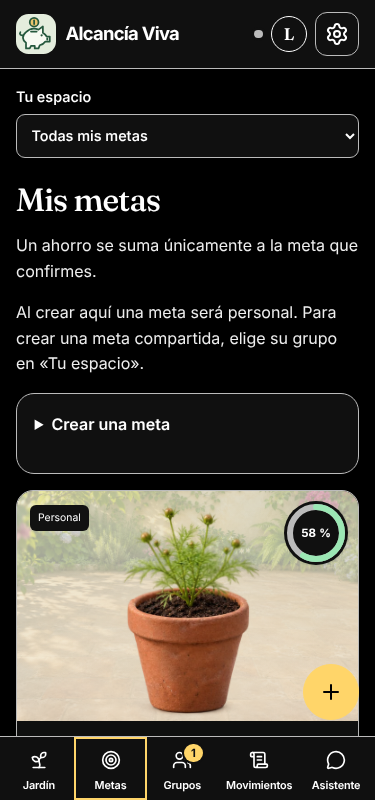 Alcancía Viva
L
Tu espacio
Todas mis metas
Mis metas
Un ahorro se suma únicamente a la meta que
confirmes.
Al crear aquí una meta será personal. Para
crear una meta compartida, elige su grupo
en «Tu espacio».
Crear una meta
Personal
58 %
1
Jardín
Metas
Grupos
Movimientos
Asistente